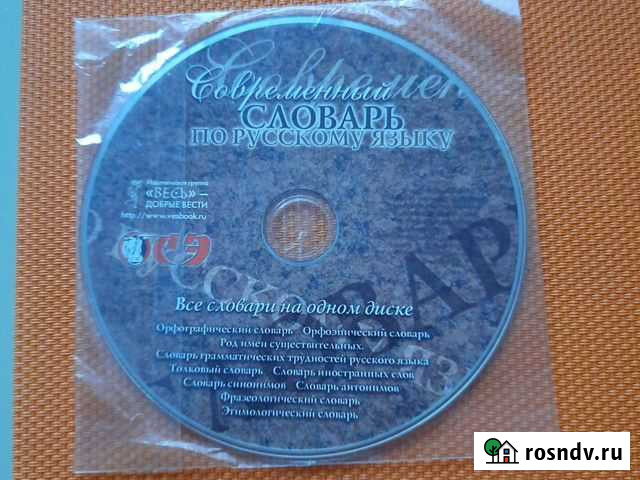 Современный
СЛОВАРЬ
ПО РУССКОМУ ЯЗЫКУ
Издательская группа
«ВЕСЬ» –
ДОБРЫЕ ВЕСТИ
http://www.vesbook.ru
Все словари на одном диске
Орфографический словарь Орфоэпический словарь
Род имен существительных.
Словарь грамматических трудностей русского языка
Толковый словарь Словарь иностранных слов
Словарь синонимов Словарь антонимов
Фразеологический словарь
Этимологический словарь
rosndv.ru